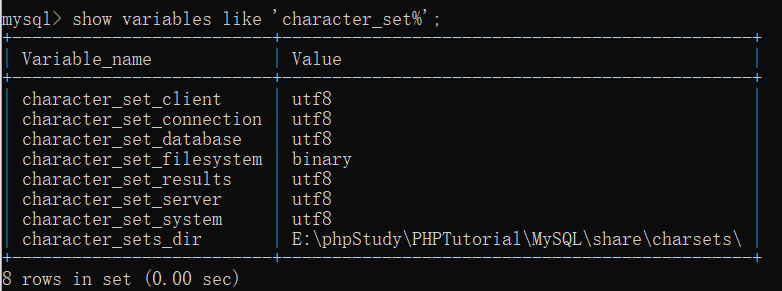 mysql> show variables like 'character_set%';
Variable_name | Value
character_set_client | utf8
character_set_connection | utf8
character_set_database | utf8
character_set_filesystem | binary
character_set_results | utf8
character_set_server | utf8
character_set_system | utf8
character_sets_dir | E:\phpStudy\PHPTutorial\MySQL\share\charsets\
8 rows in set (0.00 sec)